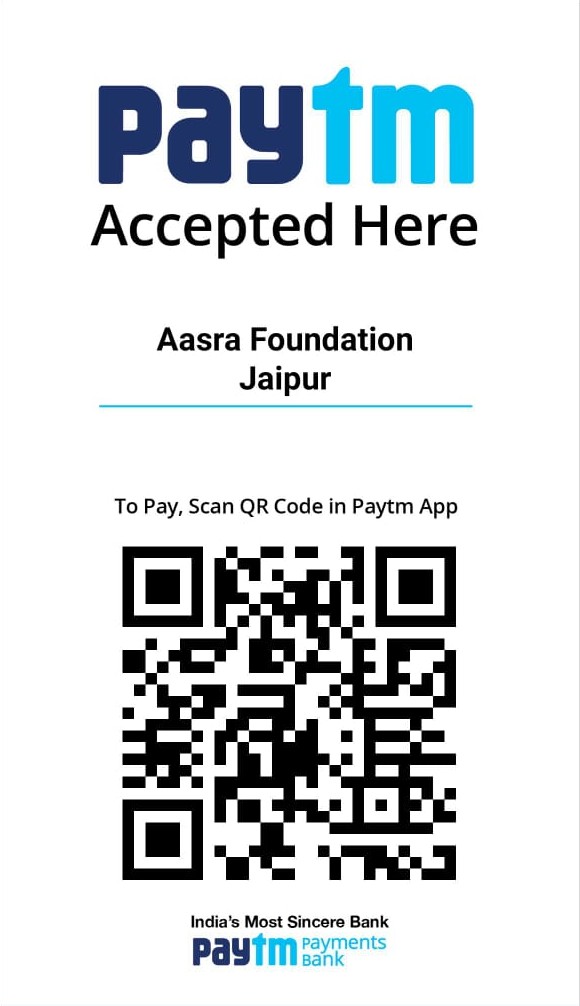 paytm
Accepted Here
Aasra Foundation
Jaipur
To Pay, Scan QR Code in Paytm App
India's Most Sincere Bank
paytm payments
Bank